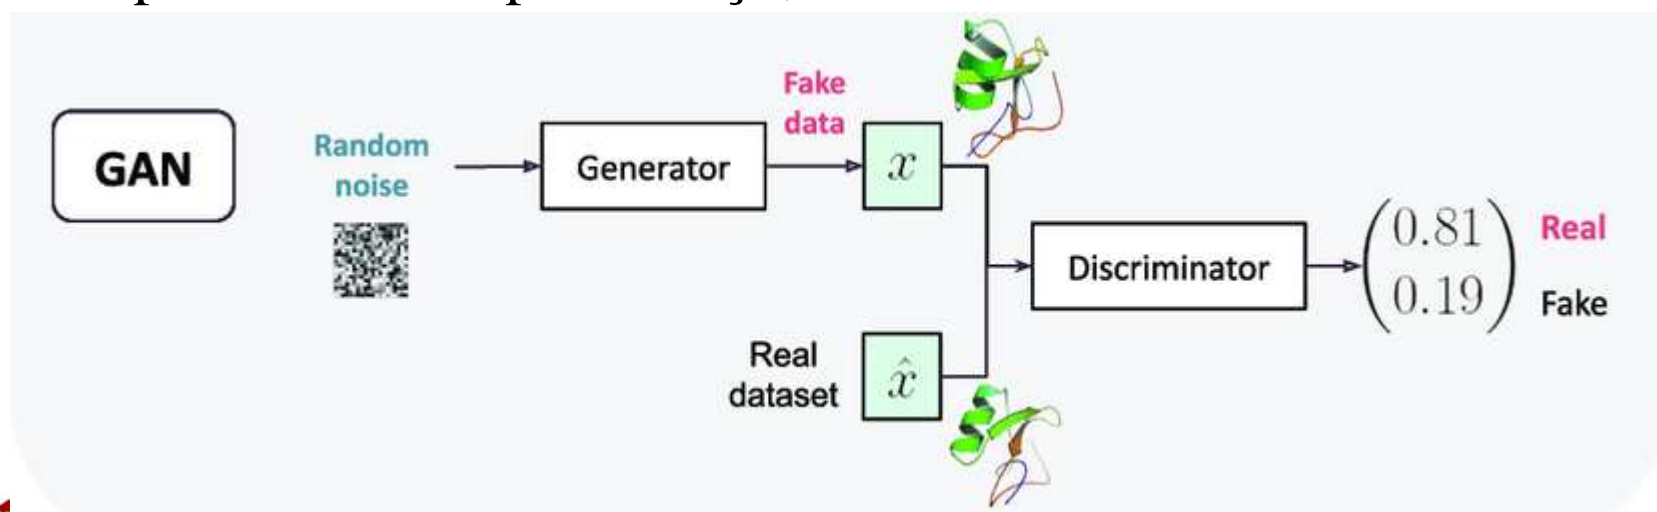 GAN
Random
noise
Generator
Fake
data
x
Real
dataset
x̂
Discriminator
0.81
0.19
Real
Fake